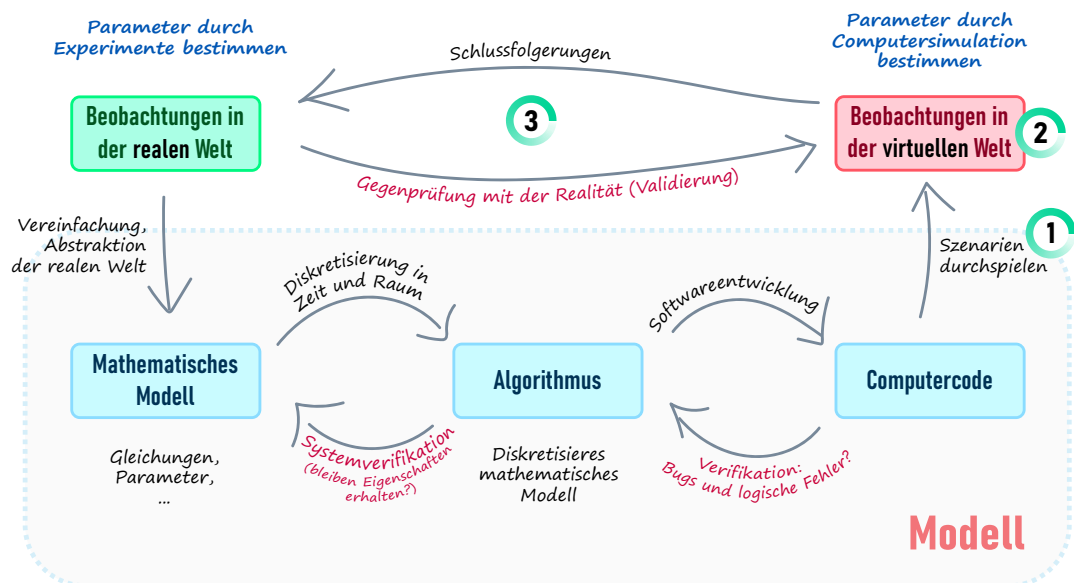 Parameter durch
Experimente bestimmen
Schlussfolgerungen
Parameter durch
Computersimulation
bestimmen
Beobachtungen in
der realen Welt
3
Beobachtungen in
der virtuellen Welt
2
Gegenprüfung mit der Realität (Validierung)
Vereinfachung,
Abstraktion
der realen Welt
1
Szenarien
durchspielen
Diskretisierung in
Zeit und Raum
Softwareentwicklung
Mathematisches
Modell
Algorithmus
Computercode
Gleichungen,
Parameter,
...
Systemverifikation
(bleiben Eigenschaften
erhalten?)
Diskretisieres
mathematisches
Modell
Verifikation:
Bugs und logische Fehler?
Modell